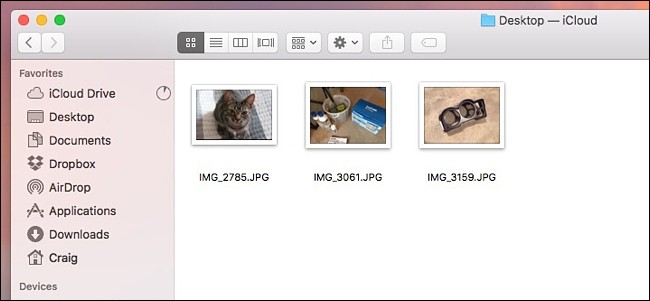 Desktop — iCloud
Favorites
iCloud Drive
Desktop
Documents
Dropbox
AirDrop
Applications
Downloads
Craig
Devices
IMG_2785.JPG
IMG_3061.JPG
IMG_3159.JPG